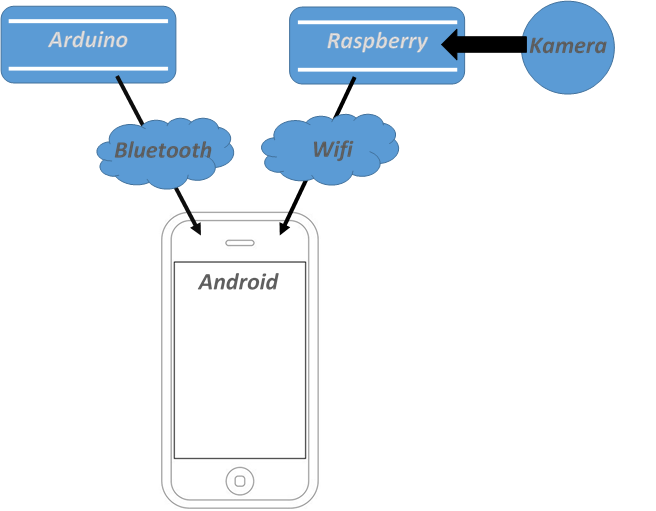 Arduino
Raspberry
Kamera
Bluetooth
Wifi
Android